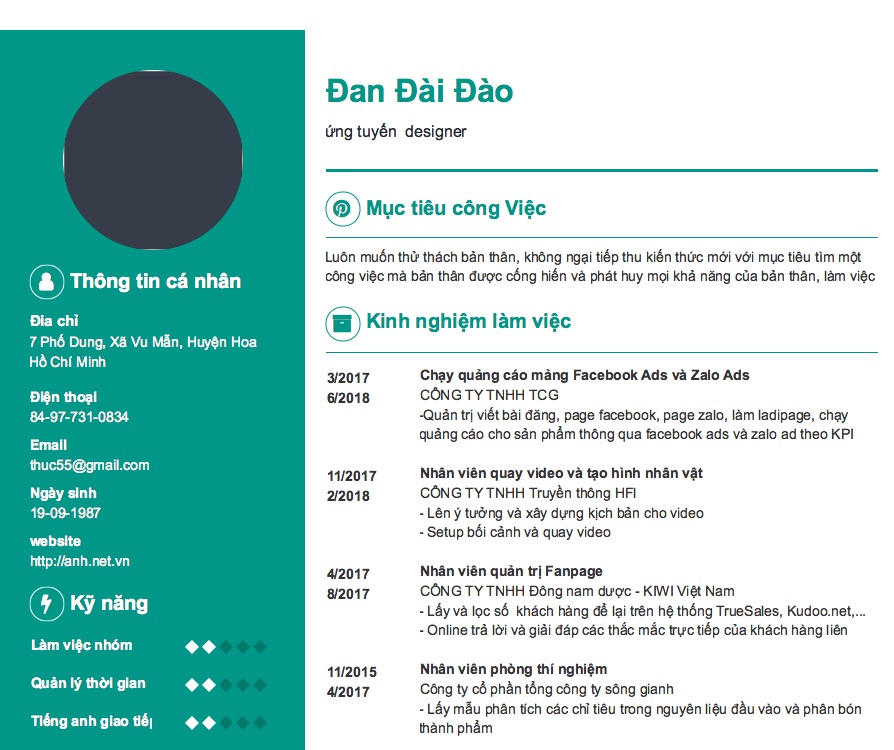 Đan Đài Đào
ứng tuyển designer
Thông tin cá nhân
Địa chỉ
7 Phố Dung, Xã Vu Mẫn, Huyện Hoa
Hồ Chí Minh
Điện thoại
84-97-731-0834
Email
thuc55@gmail.com
Ngày sinh
19-09-1987
website
http://anh.net.vn
Kỹ năng
Làm việc nhóm
Quản lý thời gian
Tiếng anh giao tiếp
Mục tiêu công Việc
Luôn muốn thử thách bản thân, không ngại tiếp thu kiến thức mới với mục tiêu tìm một
công việc mà bản thân được cống hiến và phát huy mọi khả năng của bản thân, làm việc
Kinh nghiệm làm việc
3/2017
6/2018
Chạy quảng cáo mảng Facebook Ads và Zalo Ads
CÔNG TY TNHH TCG
-Quản trị viết bài đăng, page facebook, page zalo, làm ladipage, chạy
quảng cáo cho sản phẩm thông qua facebook ads và zalo ad theo KPI
11/2017
2/2018
Nhân viên quay video và tạo hình nhân vật
CÔNG TY TNHH Truyền thông HFI
- Lên ý tưởng và xây dựng kịch bản cho video
- Setup bối cảnh và quay video
4/2017
8/2017
Nhân viên quản trị Fanpage
CÔNG TY TNHH Đông nam dược - KIWI Việt Nam
- Lấy và lọc số khách hàng để lại trên hệ thống TrueSales, Kudoo.net,...
- Online trả lời và giải đáp các thắc mắc trực tiếp của khách hàng liên
11/2015
4/2017
Nhân viên phòng thí nghiệm
Công ty cổ phần tổng công ty sông gianh
- Lấy mẫu phân tích các chỉ tiêu trong nguyên liệu đầu vào và phân bón
thành phẩm